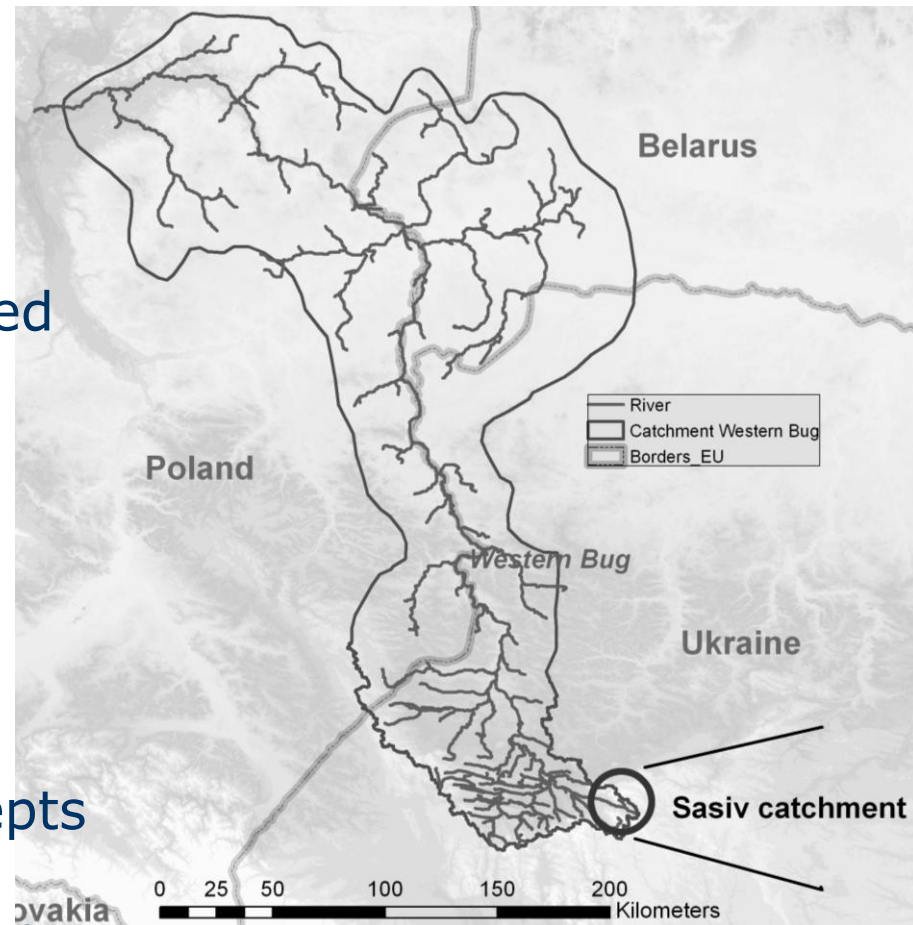 Belarus
ed
River
Catchment Western Bug
Borders_EU
Poland
Western Bug
Ukraine
Sasiv catchment
epts
0 25 50 100 150 200
Kilometers
ovakia